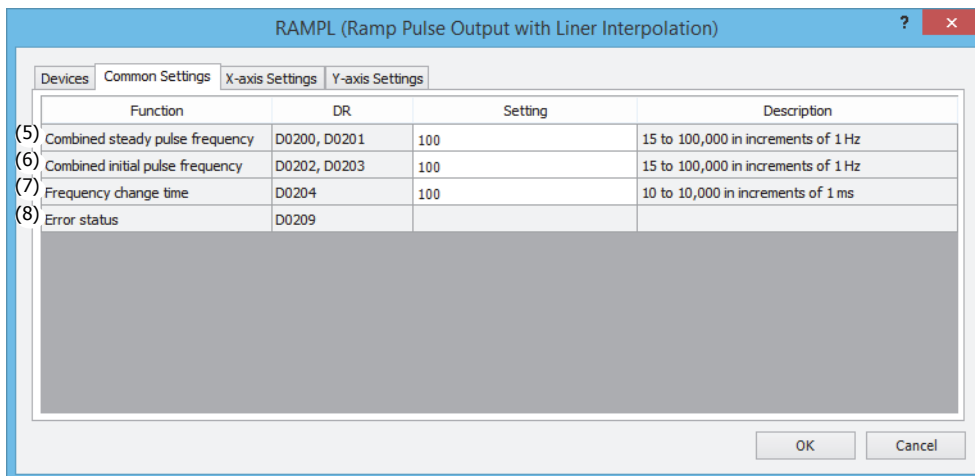 RAMPL (Ramp Pulse Output with Liner Interpolation) ? ×
Devices Common Settings X-axis Settings Y-axis Settings
Function DR Setting Description
(5) Combined steady pulse frequency D0200, D0201 100 15 to 100,000 in increments of 1 Hz
(6) Combined initial pulse frequency D0202, D0203 100 15 to 100,000 in increments of 1 Hz
(7) Frequency change time D0204 100 10 to 10,000 in increments of 1 ms
(8) Error status D0209
OK Cancel